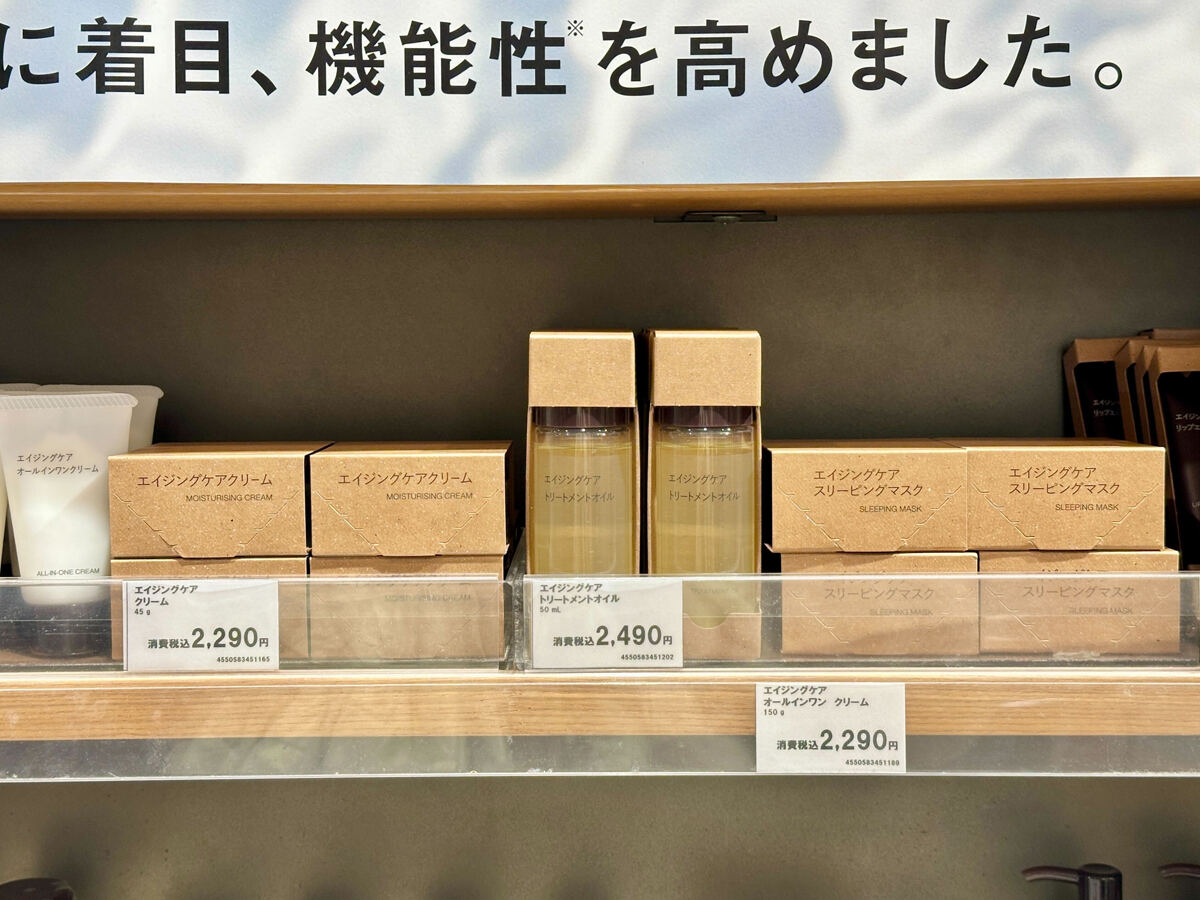 に着目、機能性※を高めました。
エイジングケア
オールインワンクリーム
ALL-IN-ONE CREAM
エイジングケアクリーム
MOISTURISING CREAM
エイジングケアクリーム
MOISTURISING CREAM
MOISTURISING CREAM
エイジングケア
トリートメントオイル
エイジングケア
トリートメントオイル
エイジングケア
スリーピングマスク
SLEEPING MASK
エイジングケア
スリーピングマスク
SLEEPING MASK
スリーピングマスク
SLEEPING MASK
スリーピングマスク
SLEEPING MASK
エイジングケア
クリーム
45 g
消費税込2,290円
4550583451165
エイジングケア
トリートメントオイル
50 mL
消費税込2,490円
4550583451202
エイジングケア
オールインワン クリーム
150 g
消費税込2,290円
4550583451189